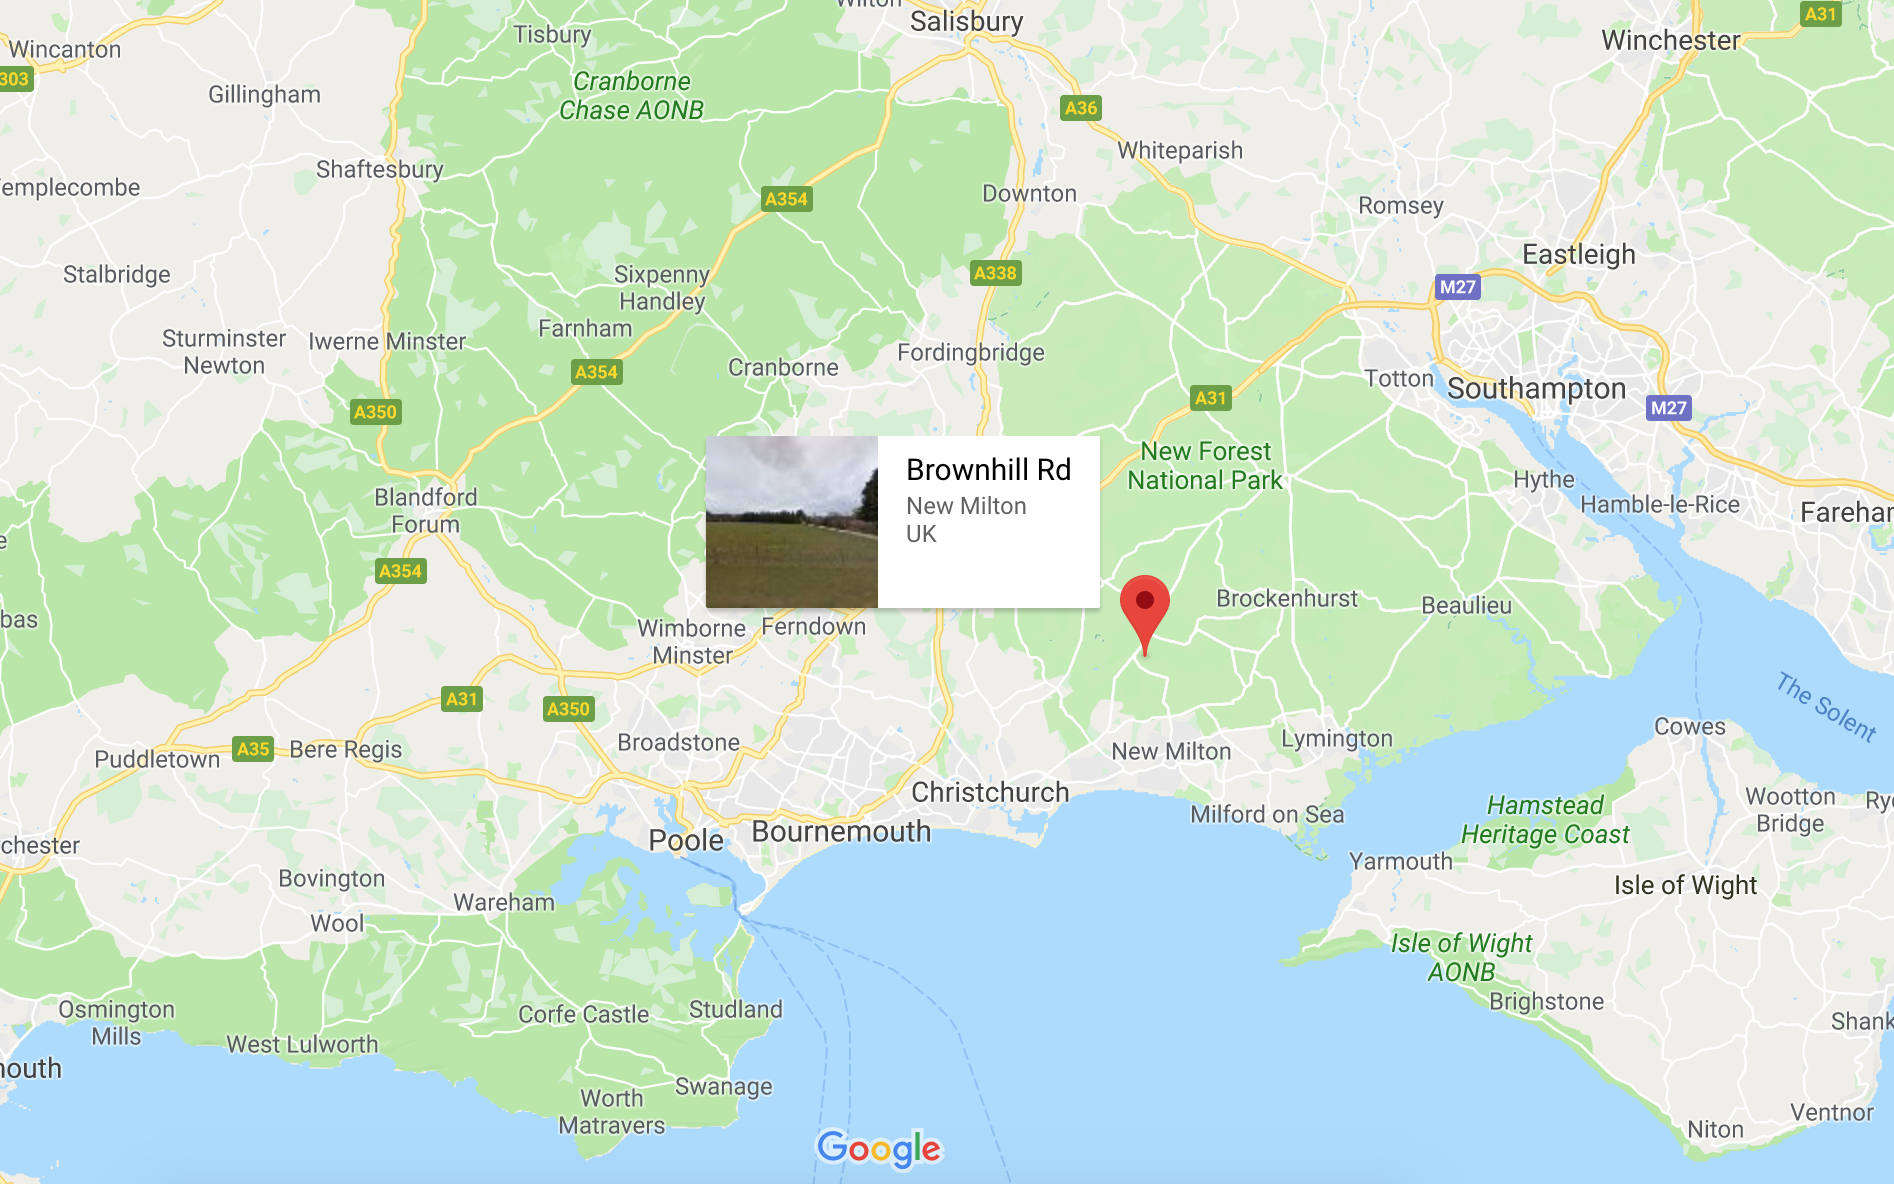 Wilton
Salisbury
A31
Tisbury
Winchester
Wincanton
303
Cranborne
Chase AONB
Gillingham
A36
Whiteparish
Shaftesbury
Templecombe
A354
Downton
Romsey
Eastleigh
Stalbridge
Sixpenny
Handley
A338
M27
Farnham
Sturminster
Newton
Iwerne Minster
Fordingbridge
Cranborne
A354
Totton
Southampton
A31
M27
A350
New Forest
National Park
Brownhill Rd
New Milton
UK
Hythe
Hamble-le-Rice
Fareham
Blandford
Forum
e
A354
Brockenhurst
Beaulieu
bas
Wimborne
Minster
Ferndown
A31
A350
The Solent
Cowes
Puddletown
A35
Bere Regis
Broadstone
New Milton
Lymington
Christchurch
Wootton
Bridge
Ryd
Hamstead
Heritage Coast
Milford on Sea
Poole
Bournemouth
chester
Yarmouth
Bovington
Isle of Wight
Wareham
Wool
Isle of Wight
AONB
Brighstone
Osmington
Mills
Corfe Castle
Studland
Shank
West Lulworth
mouth
Swanage
Worth
Matravers
Ventnor
Niton
Google